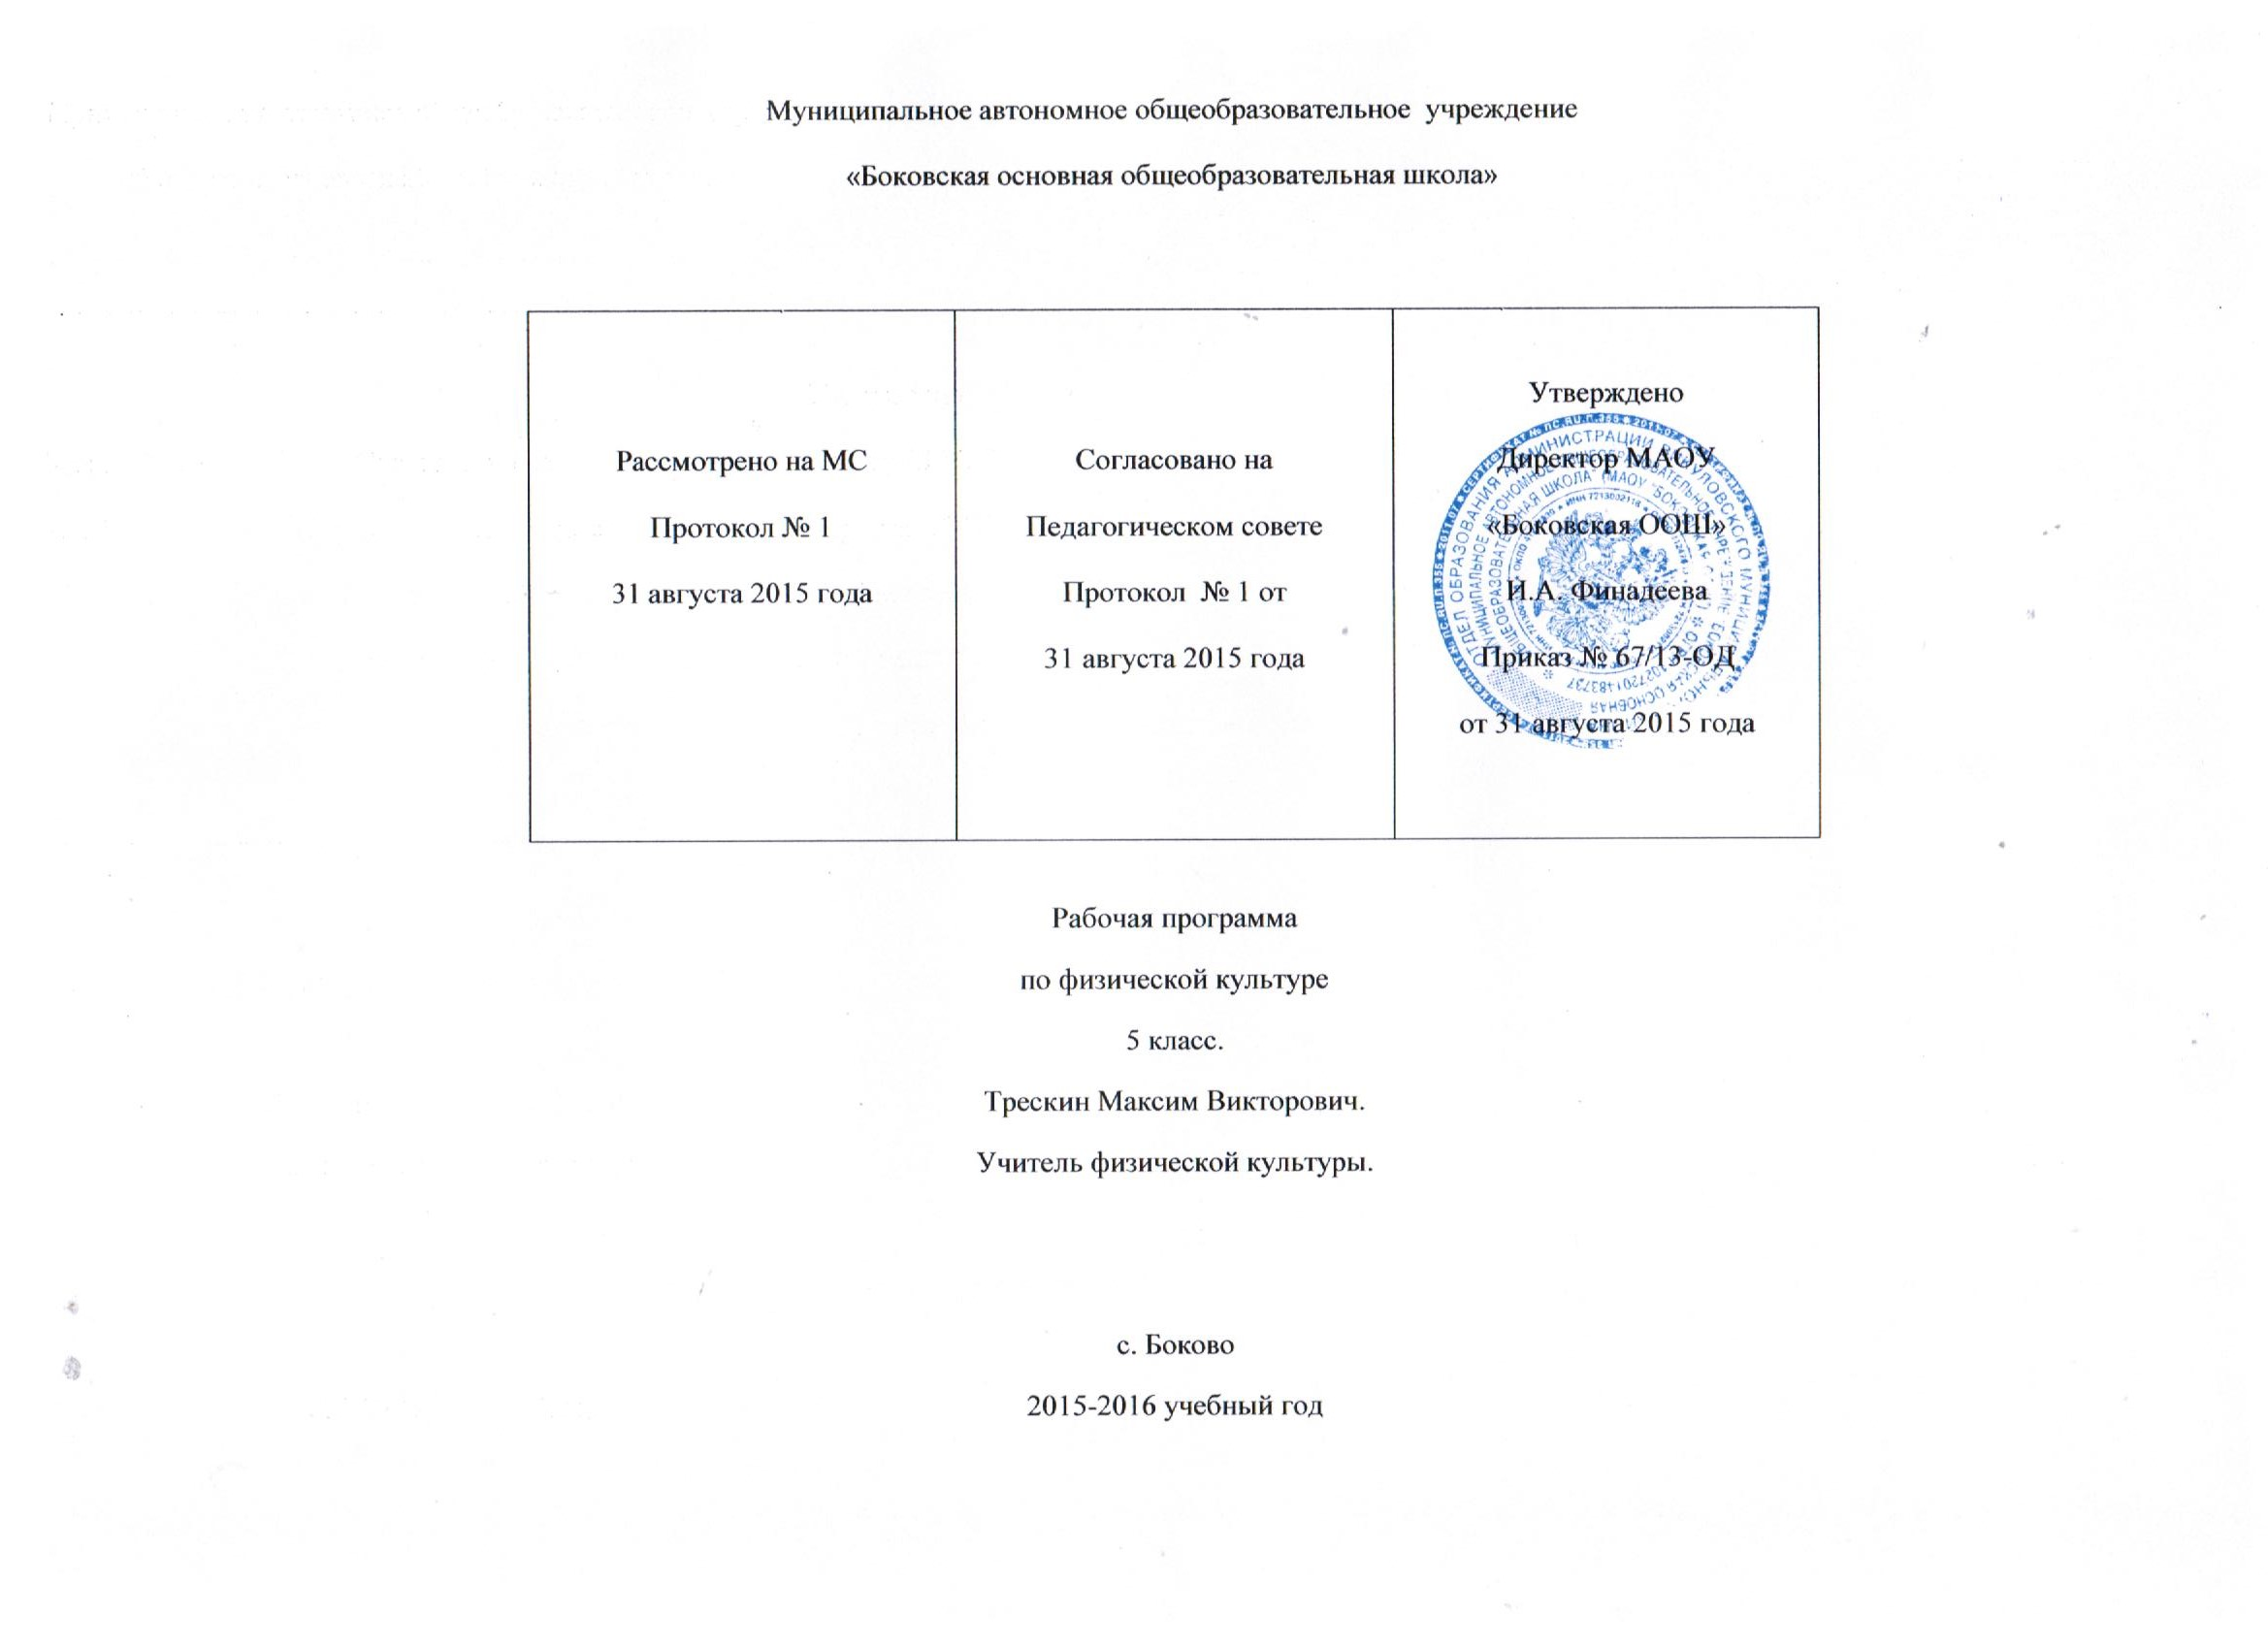 Муниципальное автономное общеобразовательное учреждение
«Боковская основная общеобразовательная школа»
Рассмотрено на МС
Протокол № 1
31 августа 2015 года
Согласовано на
Педагогическом совете
Протокол № 1 от
31 августа 2015 года
Утверждено
Директор МАОУ
«Боковская ООШ»
И.А. Финадеева
Приказ № 67/13-ОД
от 31 августа 2015 года
Рабочая программа
по физической культуре
5 класс.
Трескин Максим Викторович.
Учитель физической культуры.
с. Боково
2015-2016 учебный год